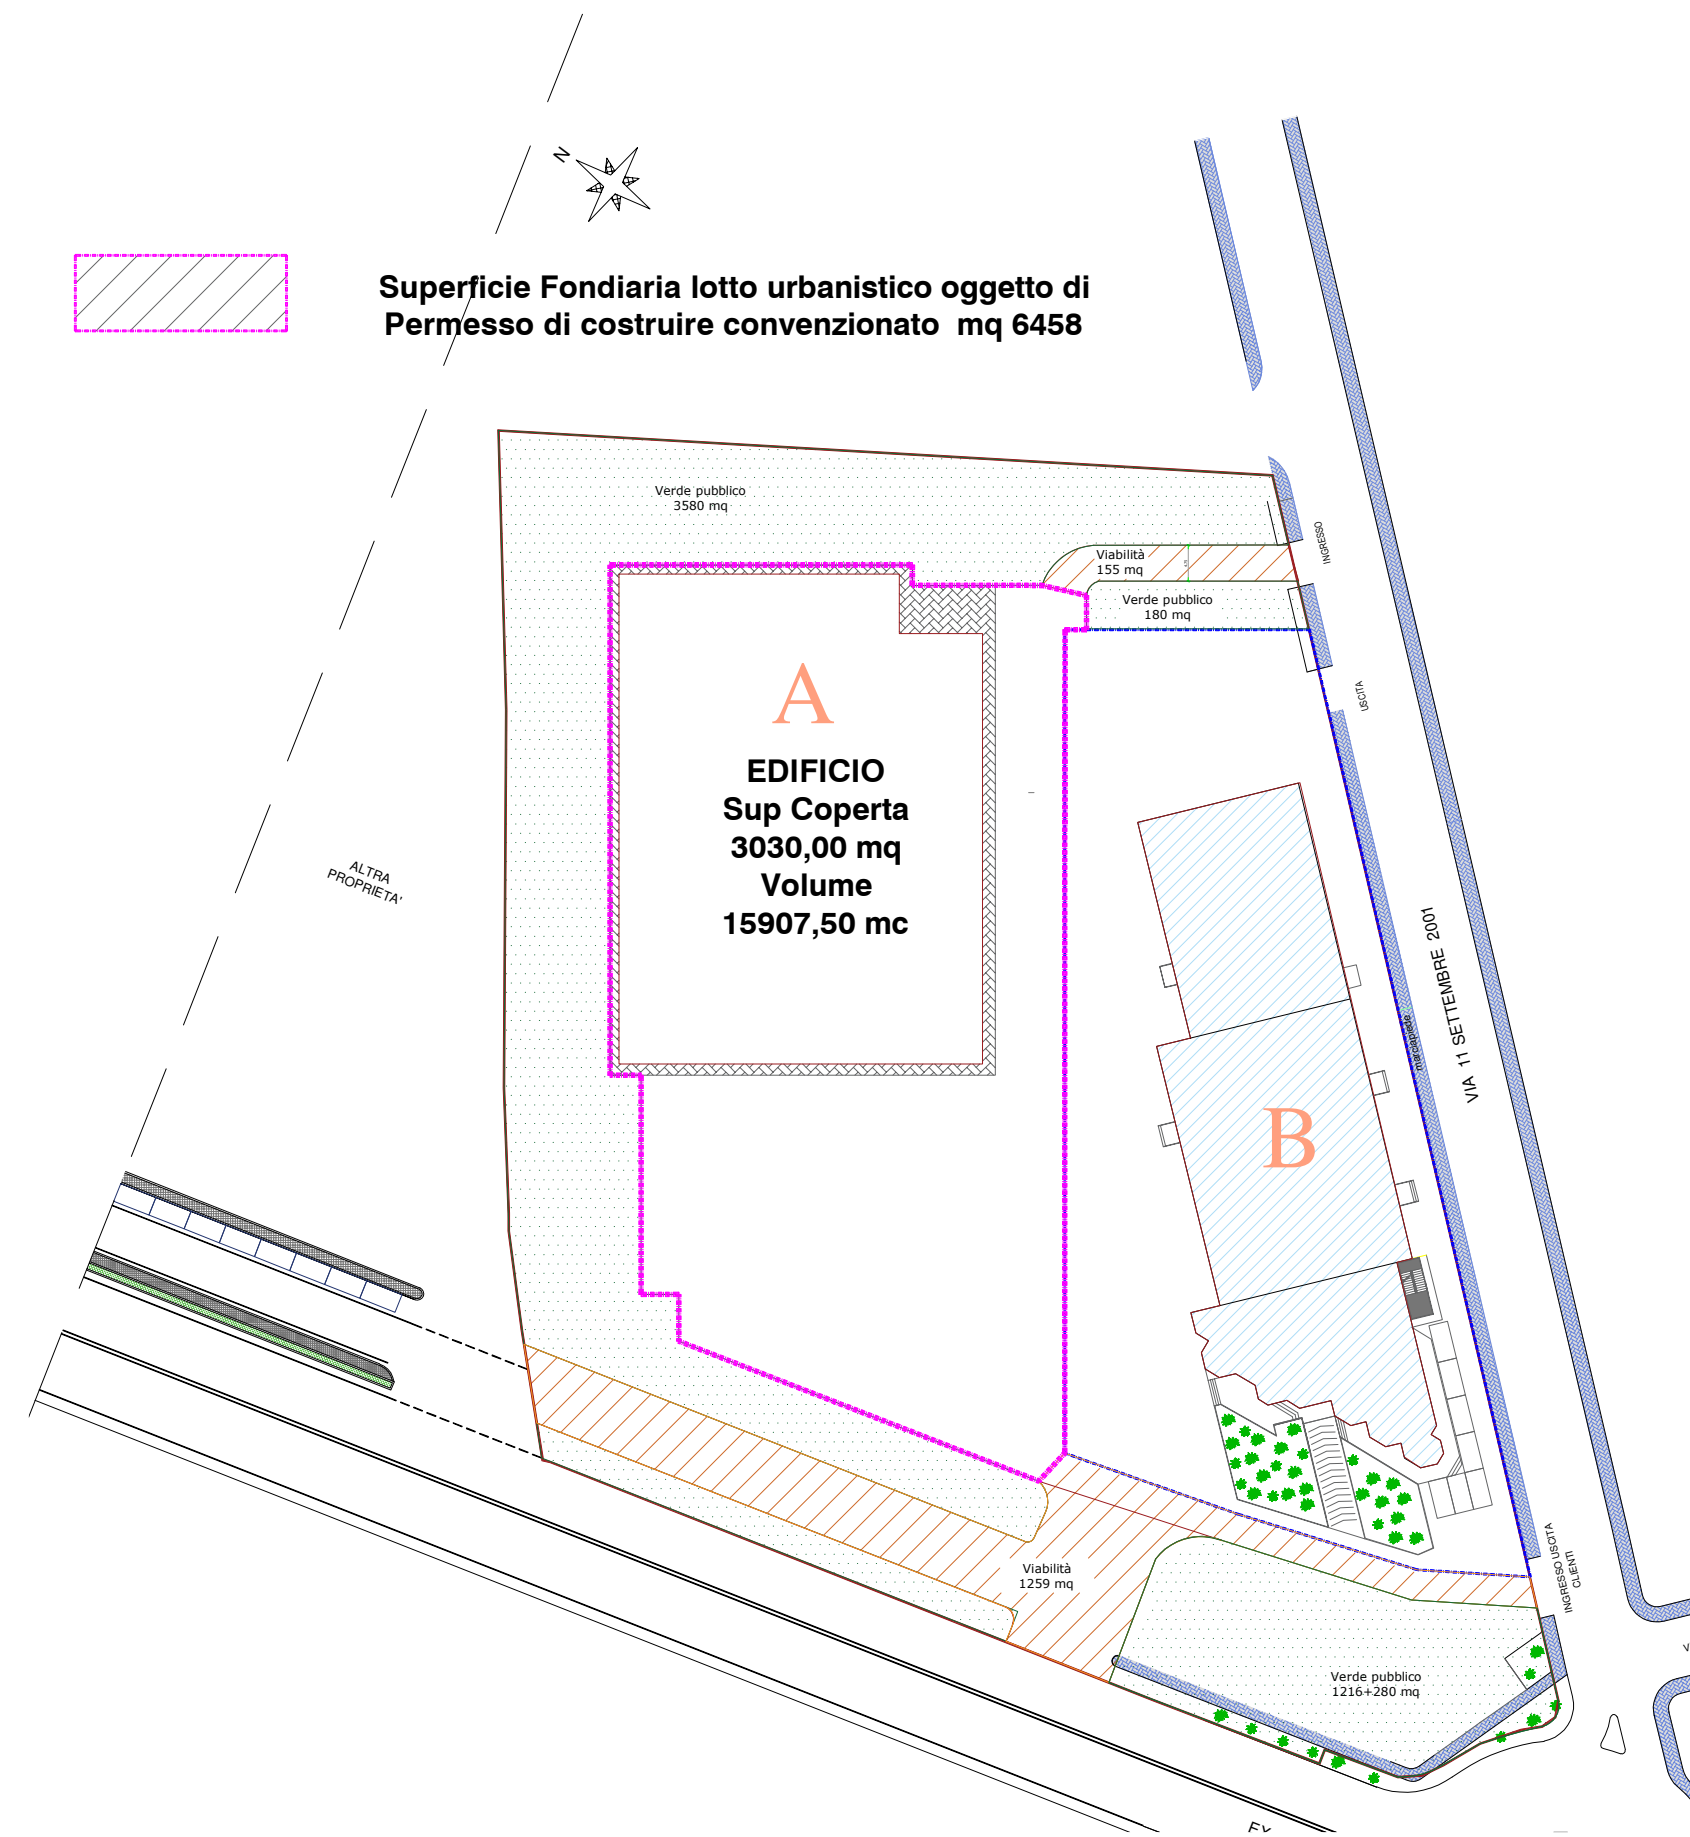 N
Superficie Fondiaria lotto urbanistico oggetto di
Permesso di costruire convenzionato mq 6458
Verde pubblico
3580 mq
INGRESSO
Viabilità
155 mq
Verde pubblico
180 mq
USCITA
A
EDIFICIO
Sup Coperta
3030,00 mq
Volume
15907,50 mc
ALTRA
PROPRIETA'
VIA 11 SETTEMBRE 2001
marciapiede
B
INGRESSO USCITA
CLIENTI
Viabilità
1259 mq
Verde pubblico
1216+280 mq
V
EX